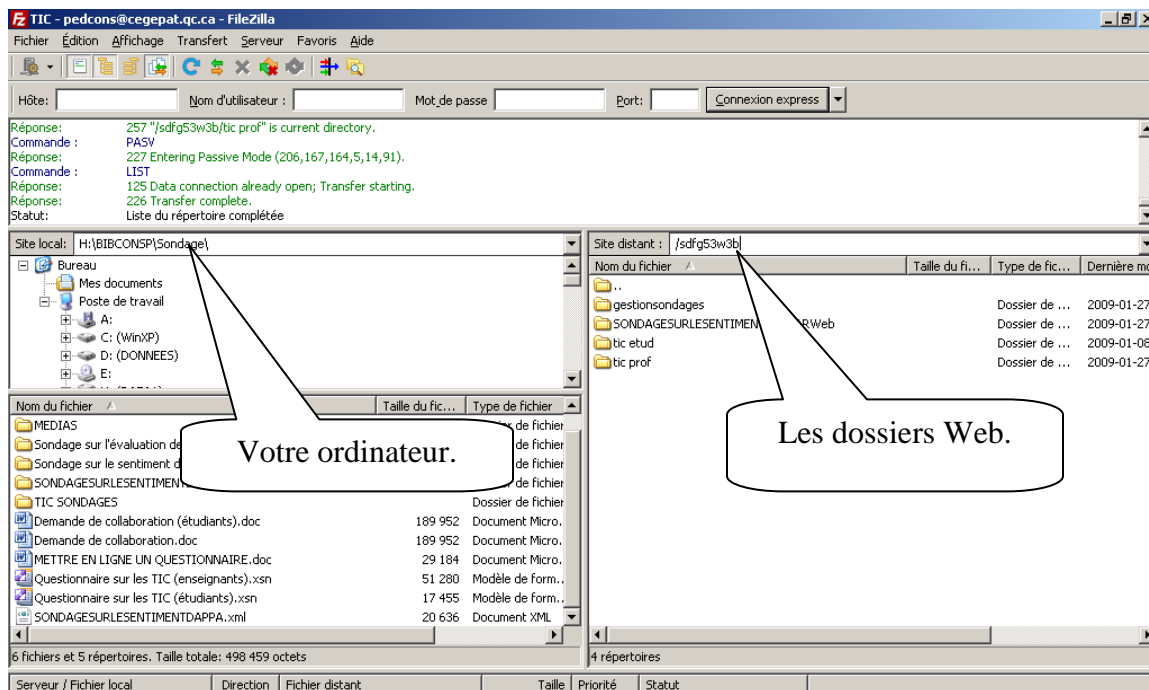 TIC - pedcons@cegepat.qc.ca - FileZilla
Fichier Édition Affichage Transfert Serveur Favoris Aide
Hôte: Nom d'utilisateur : Mot de passe Port: Connexion express
Réponse: 257 "/sdfg53w3b/tic prof" is current directory.
Commande : PASV
Réponse: 227 Entering Passive Mode (206,167,164,5,14,91).
Commande : LIST
Réponse: 125 Data connection already open; Transfer starting.
Réponse: 226 Transfer complete.
Statut: Liste du répertoire complétée
Site local: H:\BIBCONSP\Sondage\
Bureau
Mes documents
Poste de travail
A:
C: (WinXP)
D: (DONNEES)
E:
Nom du fichier Taille du fic... Type de fichier
MEDIAS de fichier
Sondage sur l'évaluation de de fichier
Sondage sur le sentiment d de fichier
SONDAGESURLESENTIMENT de fichier
TIC SONDAGES Dossier de fichier
Demande de collaboration (étudiants).doc 189 952 Document Micro.
Demande de collaboration.doc 189 952 Document Micro.
METTRE EN LIGNE UN QUESTIONNAIRE.doc 29 184 Document Micro.
Questionnaire sur les TIC (enseignants).xsn 51 280 Modèle de form..
Questionnaire sur les TIC (étudiants).xsn 17 455 Modèle de form..
SONDAGESURLESENTIMENTDAPPA.xml 20 636 Document XML
6 fichiers et 5 répertoires. Taille totale: 498 459 octets
Votre ordinateur.
Site distant : /sdfg53w3b
Nom du fichier Taille du fi... Type de fic... Dernière mo
..
gestionsondages Dossier de ... 2009-01-27
SONDAGESURLESENTIMEN RWeb Dossier de ... 2009-01-27
tic etud Dossier de ... 2009-01-08
tic prof Dossier de ... 2009-01-27
Les dossiers Web.
4 répertoires
Serveur / Fichier local Direction Fichier distant Taille Priorité Statut